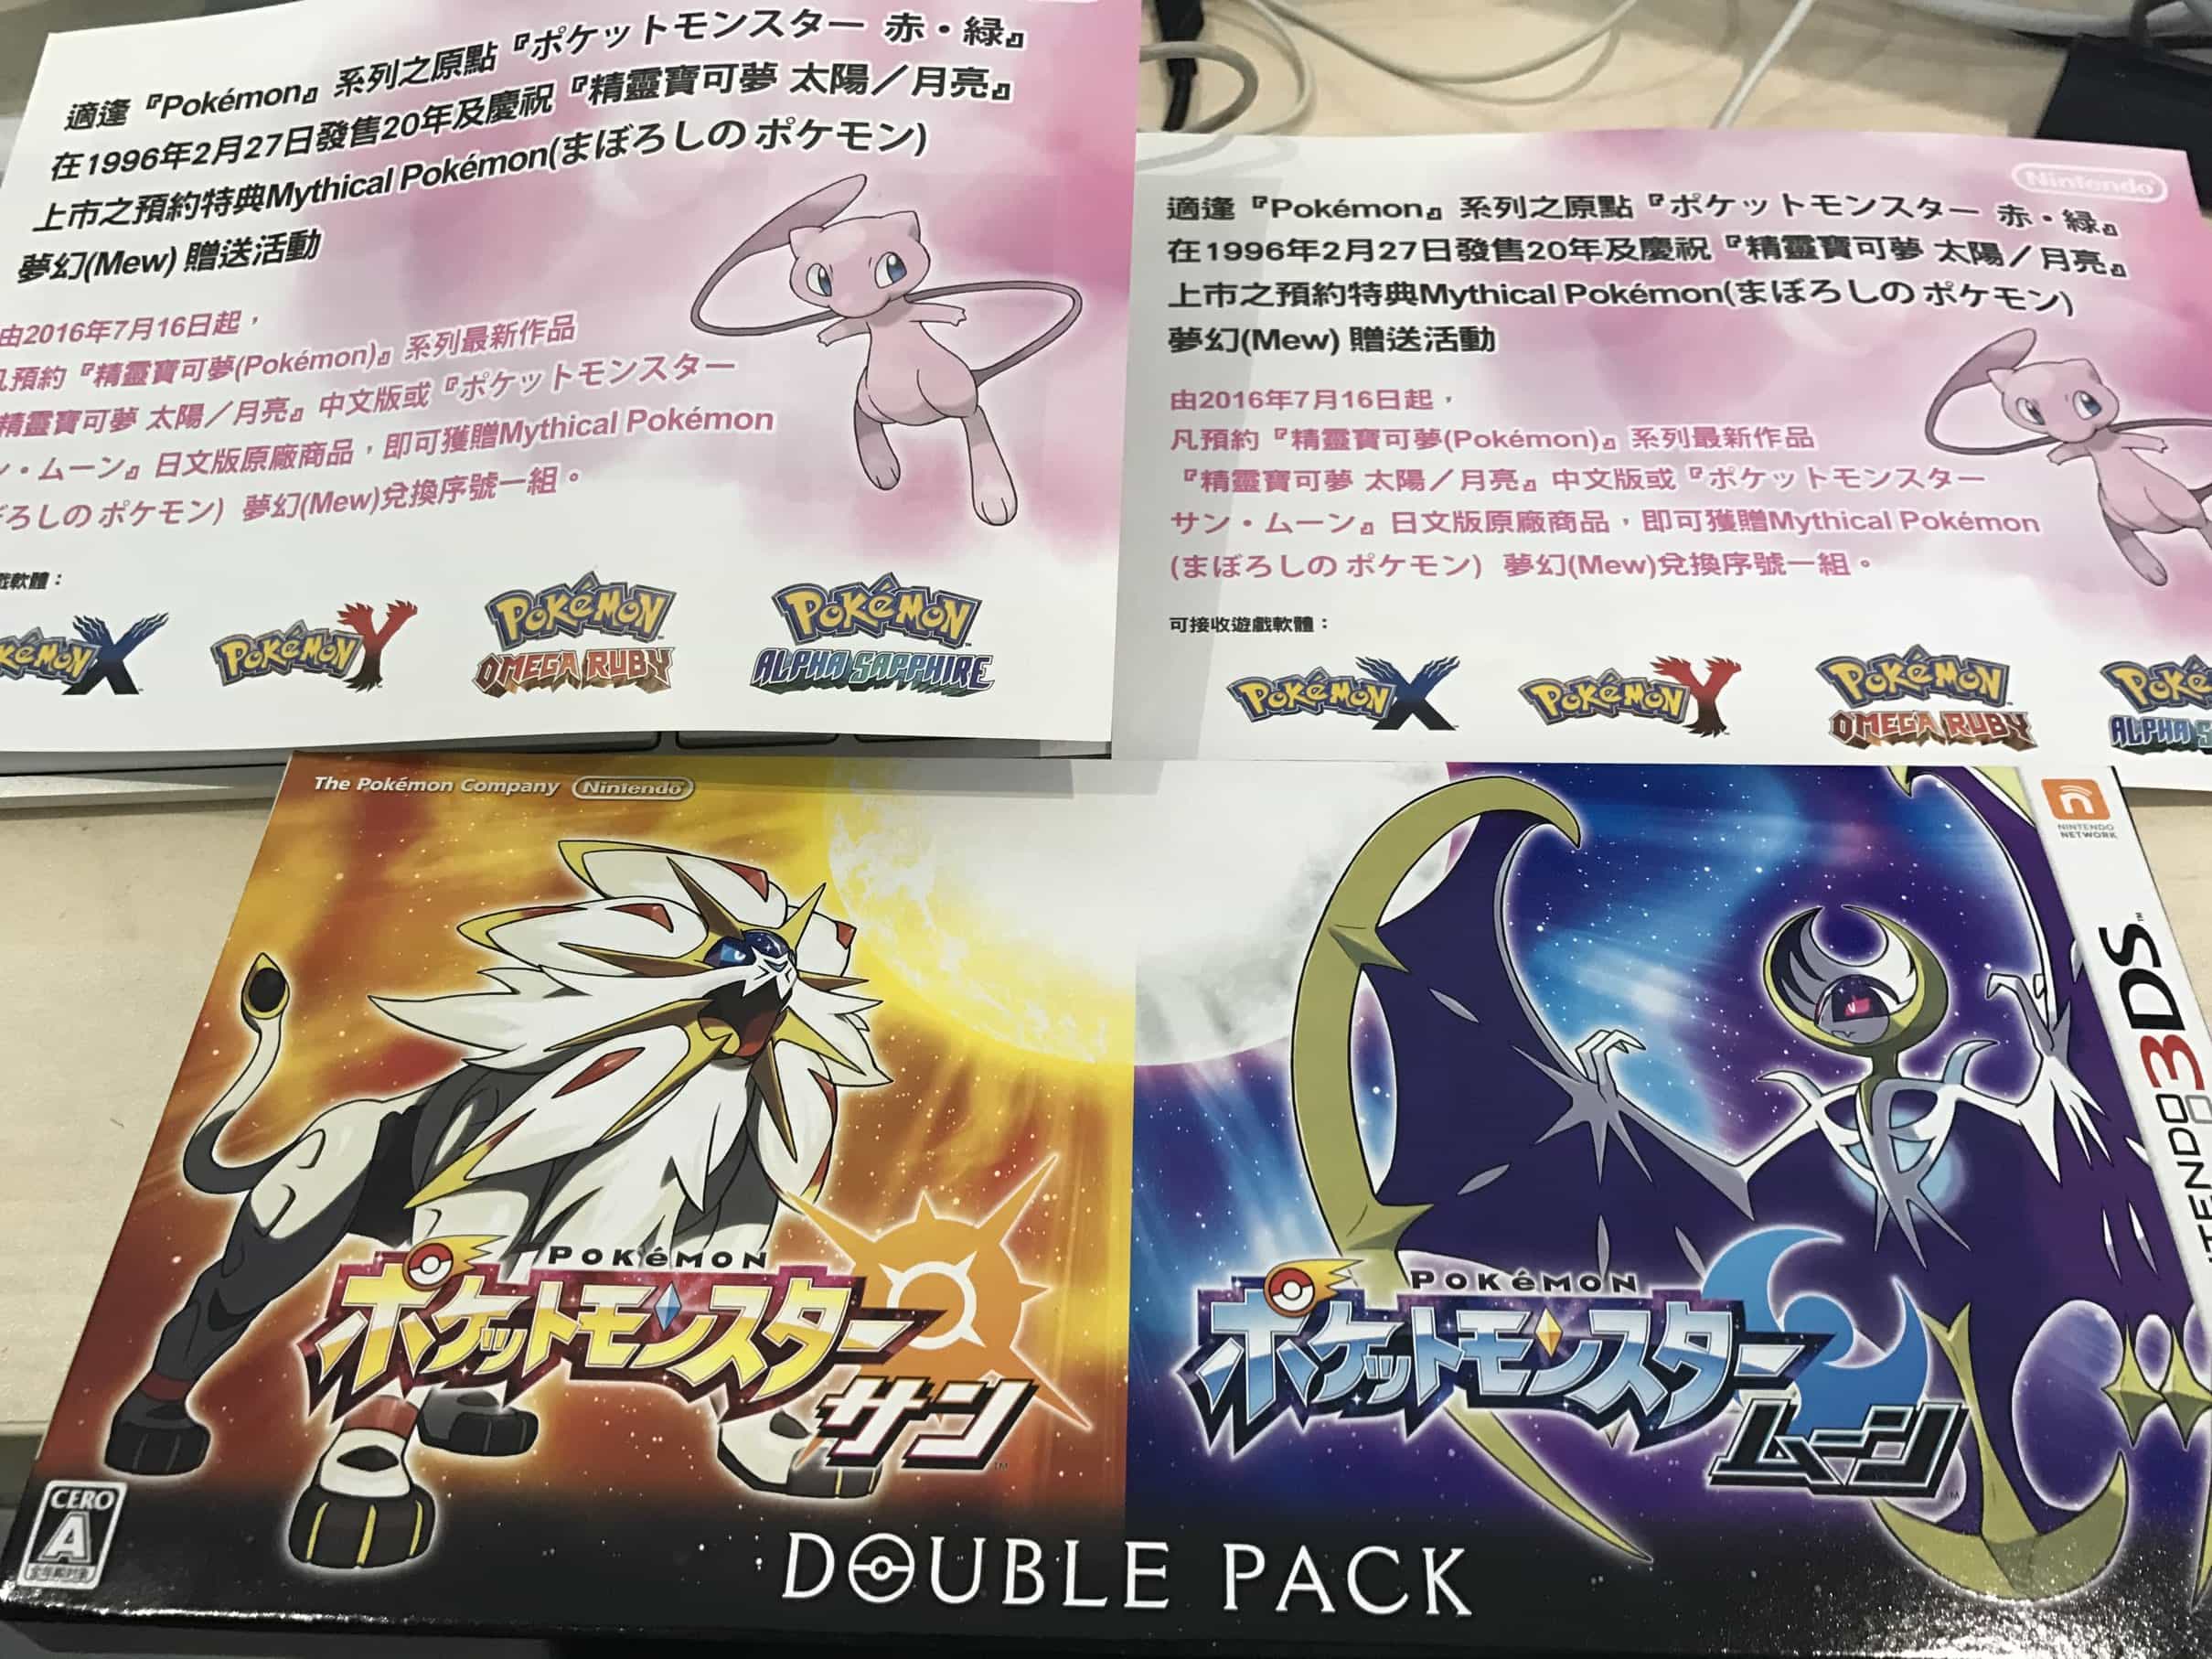 適逢『Pokémon』系列之原點『ポケットモンスター 赤・緑』
在1996年2月27日發售20年及慶祝『精靈寶可夢 太陽／月亮』
上市之預約特典Mythical Pokémon(まぼろしの ポケモン)
夢幻(Mew) 贈送活動
由2016年7月16日起，
凡預約『精靈寶可夢(Pokémon)』系列最新作品
精靈寶可夢 太陽／月亮』中文版或『ポケットモンスター
ン・ムーン』日文版原廠商品，即可獲贈Mythical Pokémon
ぼろしの ポケモン) 夢幻(Mew)兌換序號一組。
戲軟體：
POKéMON X
POKéMON Y
POKéMON OMEGA RUBY
POKéMON ALPHA SAPPHIRE
Nintendo
適逢『Pokémon』系列之原點『ポケットモンスター 赤・緑』
在1996年2月27日發售20年及慶祝『精靈寶可夢 太陽／月亮』
上市之預約特典Mythical Pokémon(まぼろしの ポケモン)
夢幻(Mew) 贈送活動
由2016年7月16日起，
凡預約『精靈寶可夢(Pokémon)』系列最新作品
『精靈寶可夢 太陽／月亮』中文版或『ポケットモンスター
サン・ムーン』日文版原廠商品，即可獲贈Mythical Pokémon
(まぼろしの ポケモン) 夢幻(Mew)兌換序號一組。
可接收遊戲軟體：
POKéMON X
POKéMON Y
POKéMON OMEGA RUBY
POKé
ALPHA S
The Pokémon Company Nintendo
NINTENDO
NETWORK
NINTENDO 3DS™
POKéMON
ポケットモンスター
サン
POKéMON
ポケットモンスター
ムーン
CERO
A
全年齢対象
DOUBLE PACK